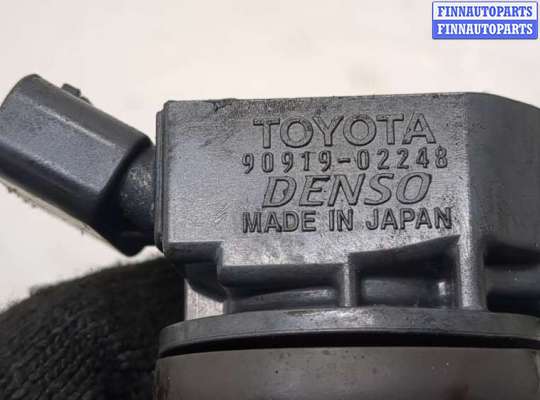 FINNAUTOPARTS
FINNAUTOPARTS
TOYOTA
90919-02248
DENSO
MADE IN JAPAN